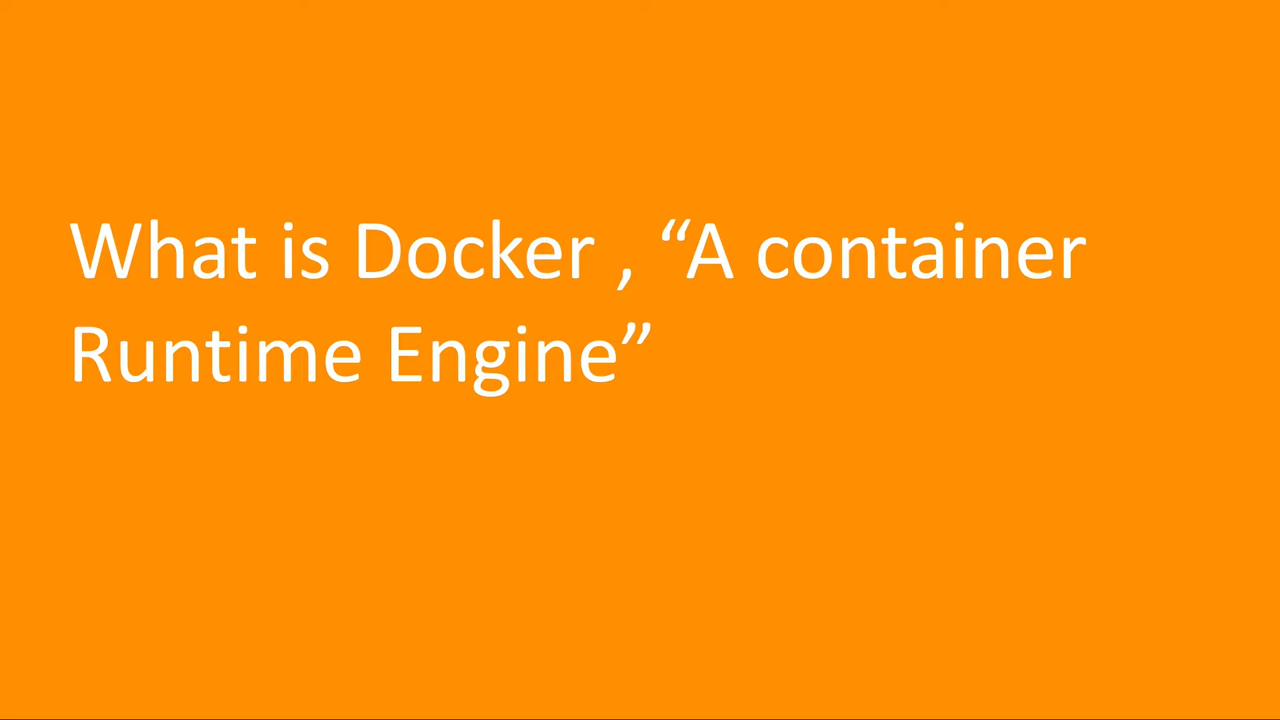 What is Docker , “A container
Runtime Engine”